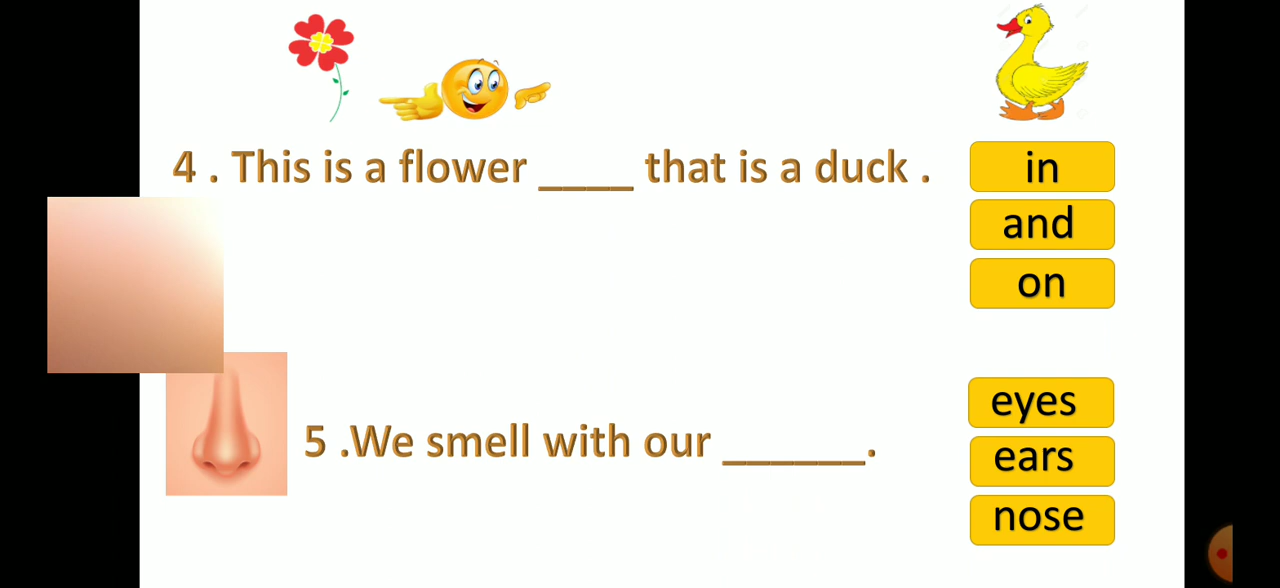 4 . This is a flower ____ that is a duck .
in
and
on
5 .We smell with our ______.
eyes
ears
nose